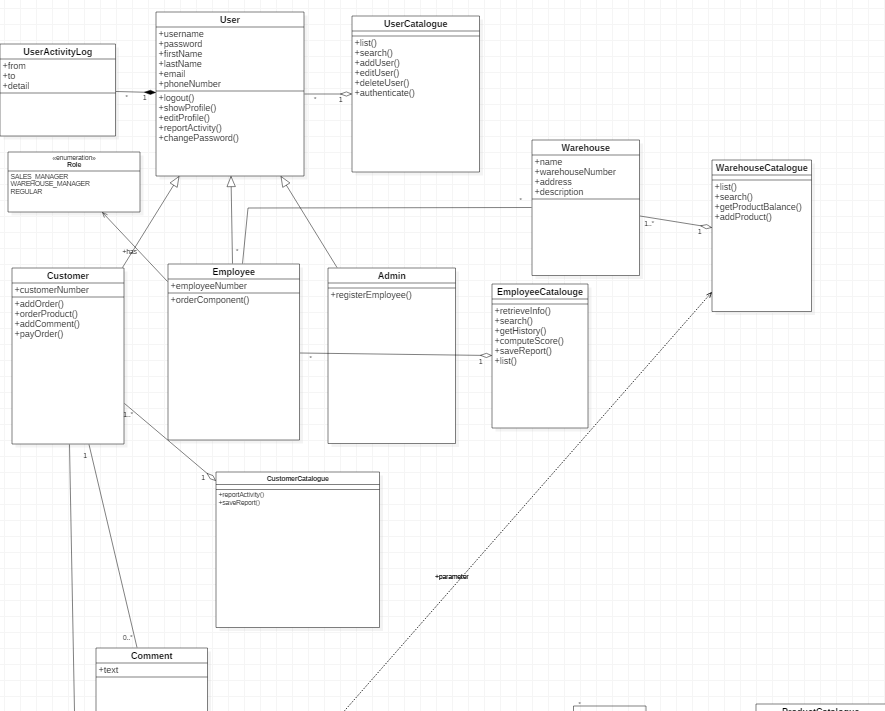 User
+username
+password
+firstName
+lastName
+email
+phoneNumber
+logout()
+showProfile()
+editProfile()
+reportActivity()
+changePassword()
UserCatalogue
+list()
+search()
+addUser()
+editUser()
+deleteUser()
+authenticate()
UserActivityLog
+from
+to
+detail
*
1
*
1
«enumeration»
Role
SALES_MANAGER
WAREHOUSE_MANAGER
REGULAR
Warehouse
+name
+warehouseNumber
+address
+description
*
1..*
1
WarehouseCatalogue
+list()
+search()
+getProductBalance()
+addProduct()
+has
*
Customer
+customerNumber
+addOrder()
+orderProduct()
+addComment()
+payOrder()
Employee
+employeeNumber
+orderComponent()
Admin
+registerEmployee()
EmployeeCatalouge
+retrieveInfo()
+search()
+getHistory()
+computeScore()
+saveReport()
+list()
*
1
1..*
1
1
CustomerCatalogue
+reportActivity()
+saveReport()
+parameter
0..*
Comment
+text
*
ProductCatalogue